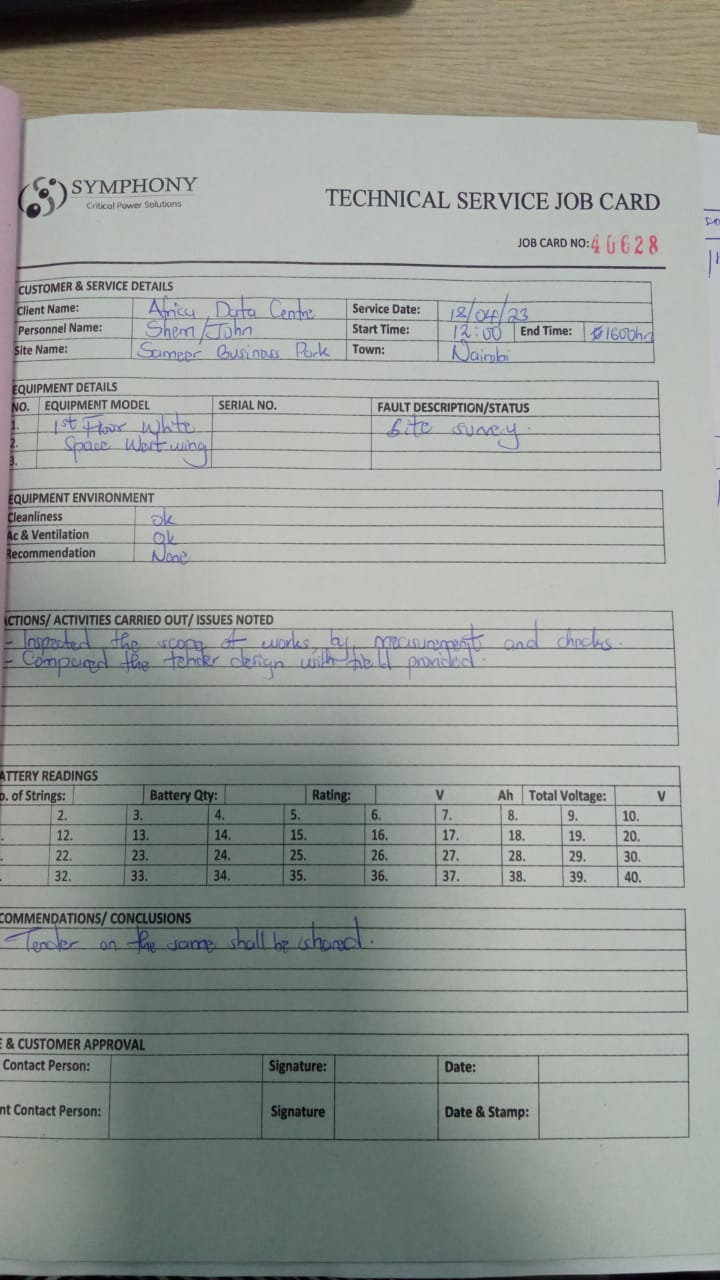 SYMPHONY
Critical Power Solutions
TECHNICAL SERVICE JOB CARD
JOB CARD NO: 40628
CUSTOMER & SERVICE DETAILS
Client Name: Africa Data Centre Service Date: 18/04/23
Personnel Name: Shem/John Start Time: 12:00 End Time: 1600hr
Site Name: Sameer Business Park Town: Nairobi
EQUIPMENT DETAILS
NO. EQUIPMENT MODEL SERIAL NO. FAULT DESCRIPTION/STATUS
1. 1st Floor White Site survey.
2. Space West wing
3.
EQUIPMENT ENVIRONMENT
Cleanliness ok
Ac & Ventilation ok
Recommendation None
ACTIONS/ ACTIVITIES CARRIED OUT/ ISSUES NOTED
- Inspected the scope of works, by measurements and checks.
- Compared the tender design with provided.
ATTERY READINGS
o. of Strings: Battery Qty: Rating: V Ah Total Voltage: V
2. 3. 4. 5. 6. 7. 8. 9. 10.
12. 13. 14. 15. 16. 17. 18. 19. 20.
22. 23. 24. 25. 26. 27. 28. 29. 30.
32. 33. 34. 35. 36. 37. 38. 39. 40.
COMMENDATIONS/ CONCLUSIONS
- Tender on the same shall be shared.
E & CUSTOMER APPROVAL
Contact Person: Signature: Date:
nt Contact Person: Signature Date & Stamp: